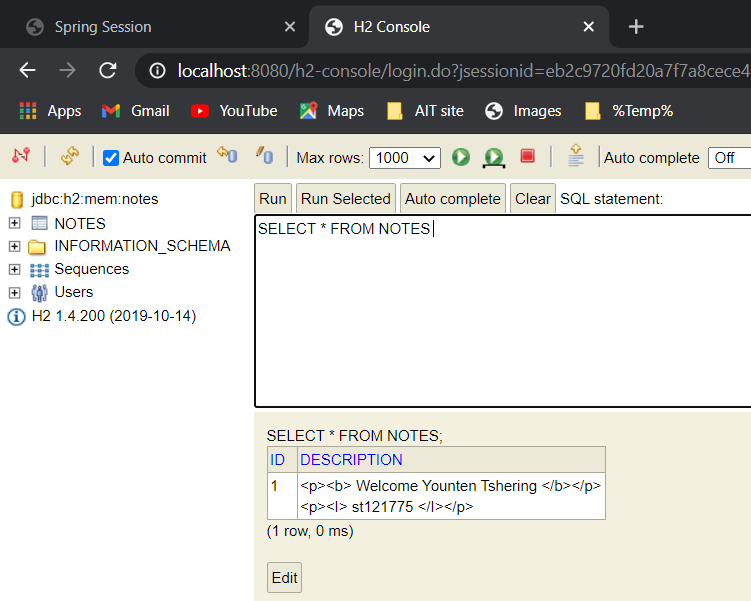 Spring Session
H2 Console
localhost:8080/h2-console/login.do?jsessionid=eb2c9720fd20a7f7a8cece4
Apps Gmail YouTube Maps AIT site Images %Temp%
Auto commit Max rows: 1000 Auto complete Off
jdbc:h2:mem:notes
NOTES
INFORMATION_SCHEMA
Sequences
Users
H2 1.4.200 (2019-10-14)
Run Run Selected Auto complete Clear SQL statement:
SELECT * FROM NOTES
SELECT * FROM NOTES;
ID DESCRIPTION
1 <p><b> Welcome Younten Tshering </b></p>
<p><I> st121775 </I></p>
(1 row, 0 ms)
Edit